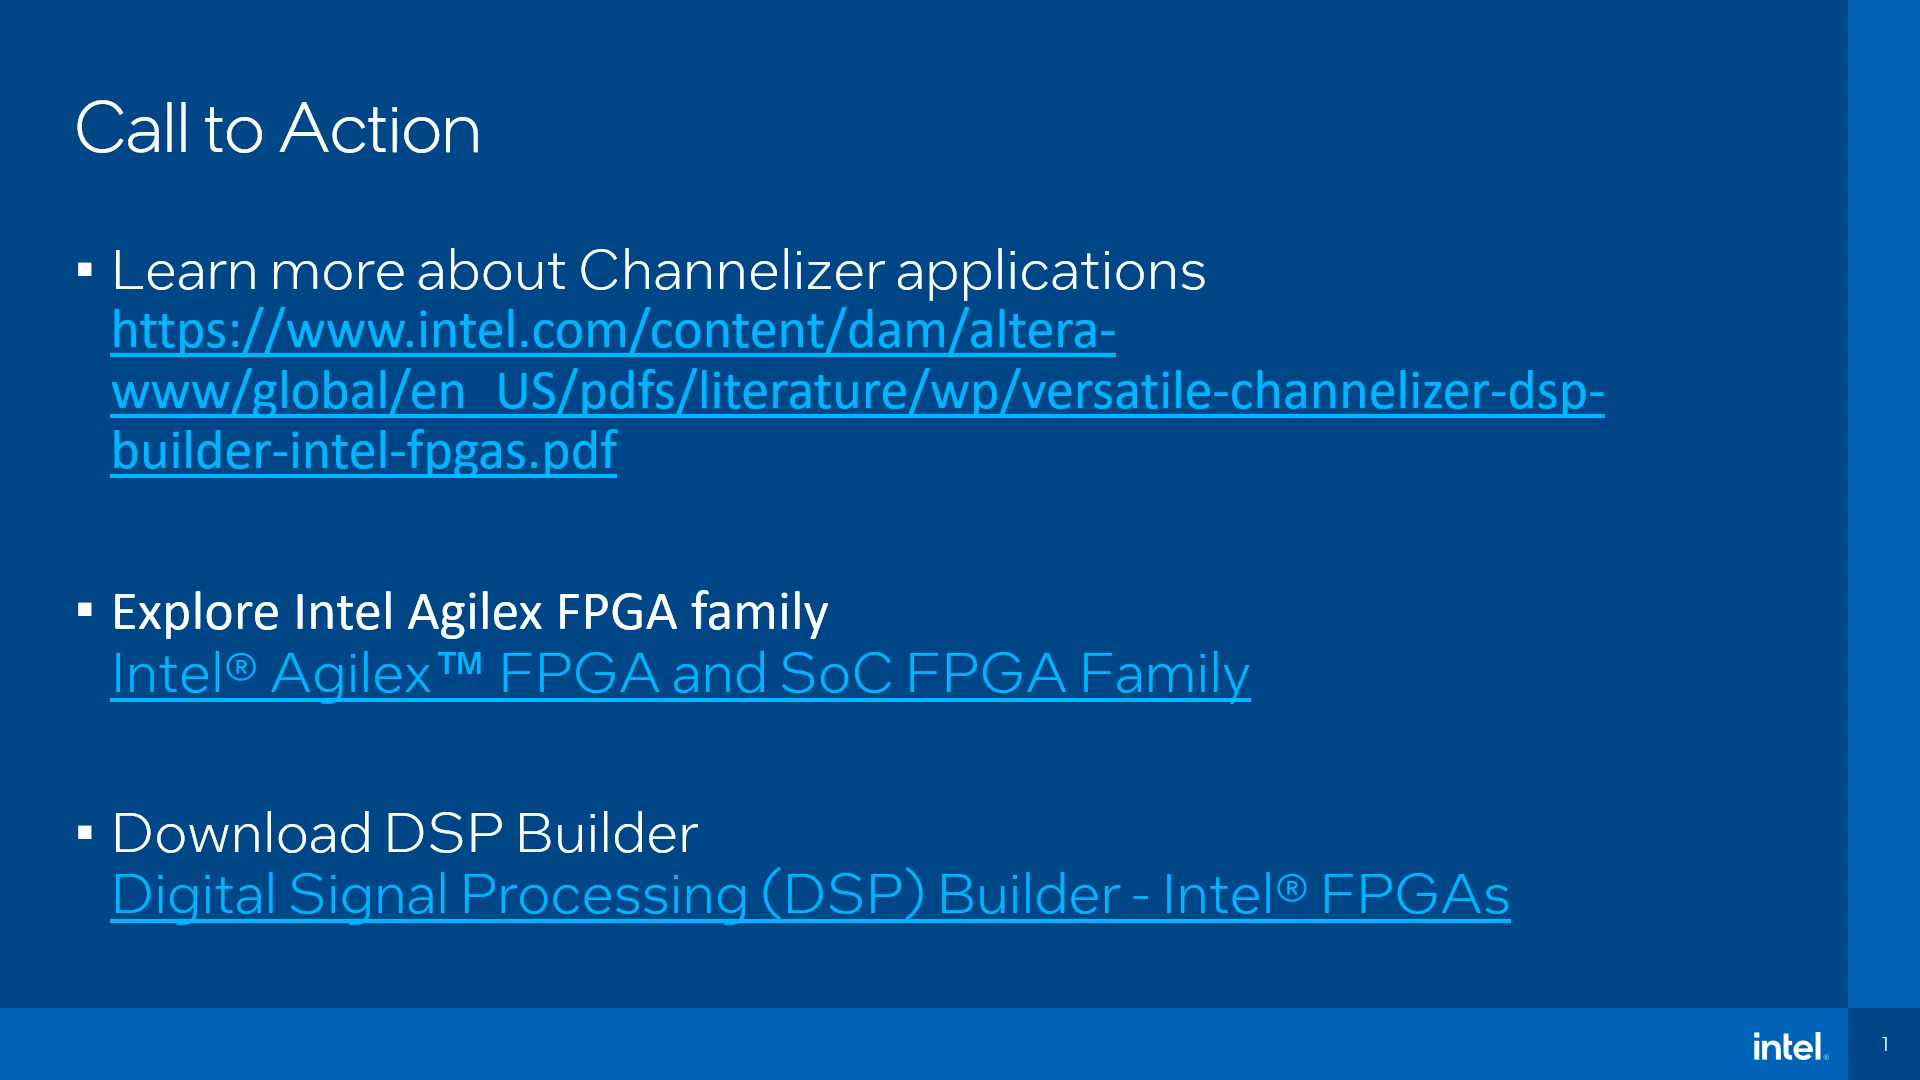 Call to Action
▪ Learn more about Channelizer applications
https://www.intel.com/content/dam/altera-
www/global/en_US/pdfs/literature/wp/versatile-channelizer-dsp-
builder-intel-fpgas.pdf
▪ Explore Intel Agilex FPGA family
Intel® Agilex™ FPGA and SoC FPGA Family
▪ Download DSP Builder
Digital Signal Processing (DSP) Builder - Intel® FPGAs
intel®
1